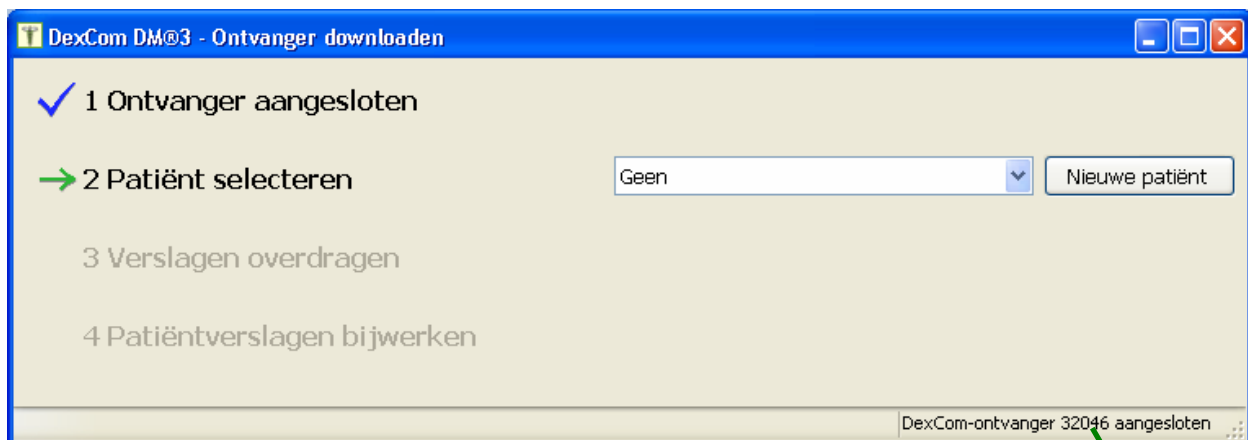 DexCom DM®3 - Ontvanger downloaden
1 Ontvanger aangesloten
2 Patiënt selecteren
Geen
Nieuwe patiënt
3 Verslagen overdragen
4 Patiëntverslagen bijwerken
DexCom-ontvanger 32046 aangesloten